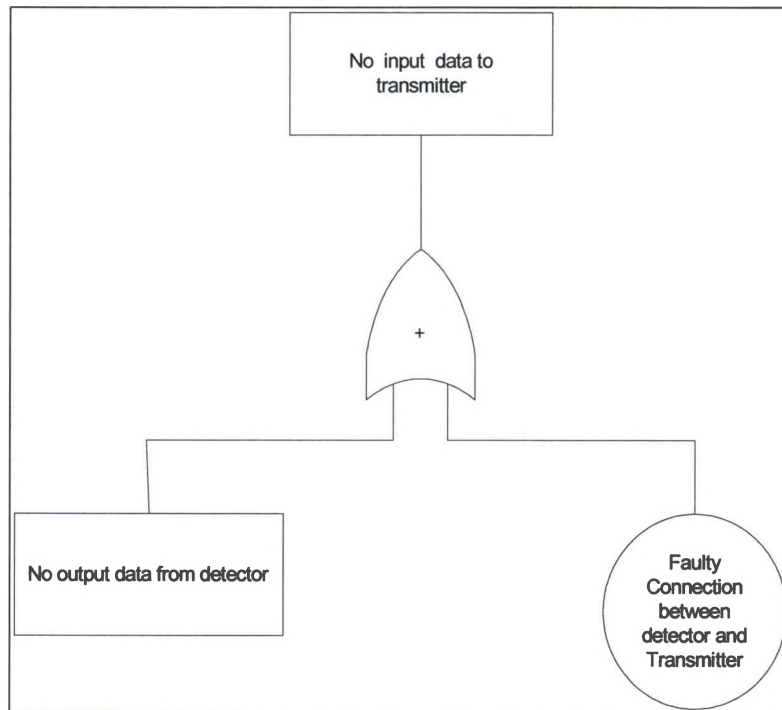 No input data to
transmitter
+
No output data from detector
Faulty
Connection
between
detector and
Transmitter